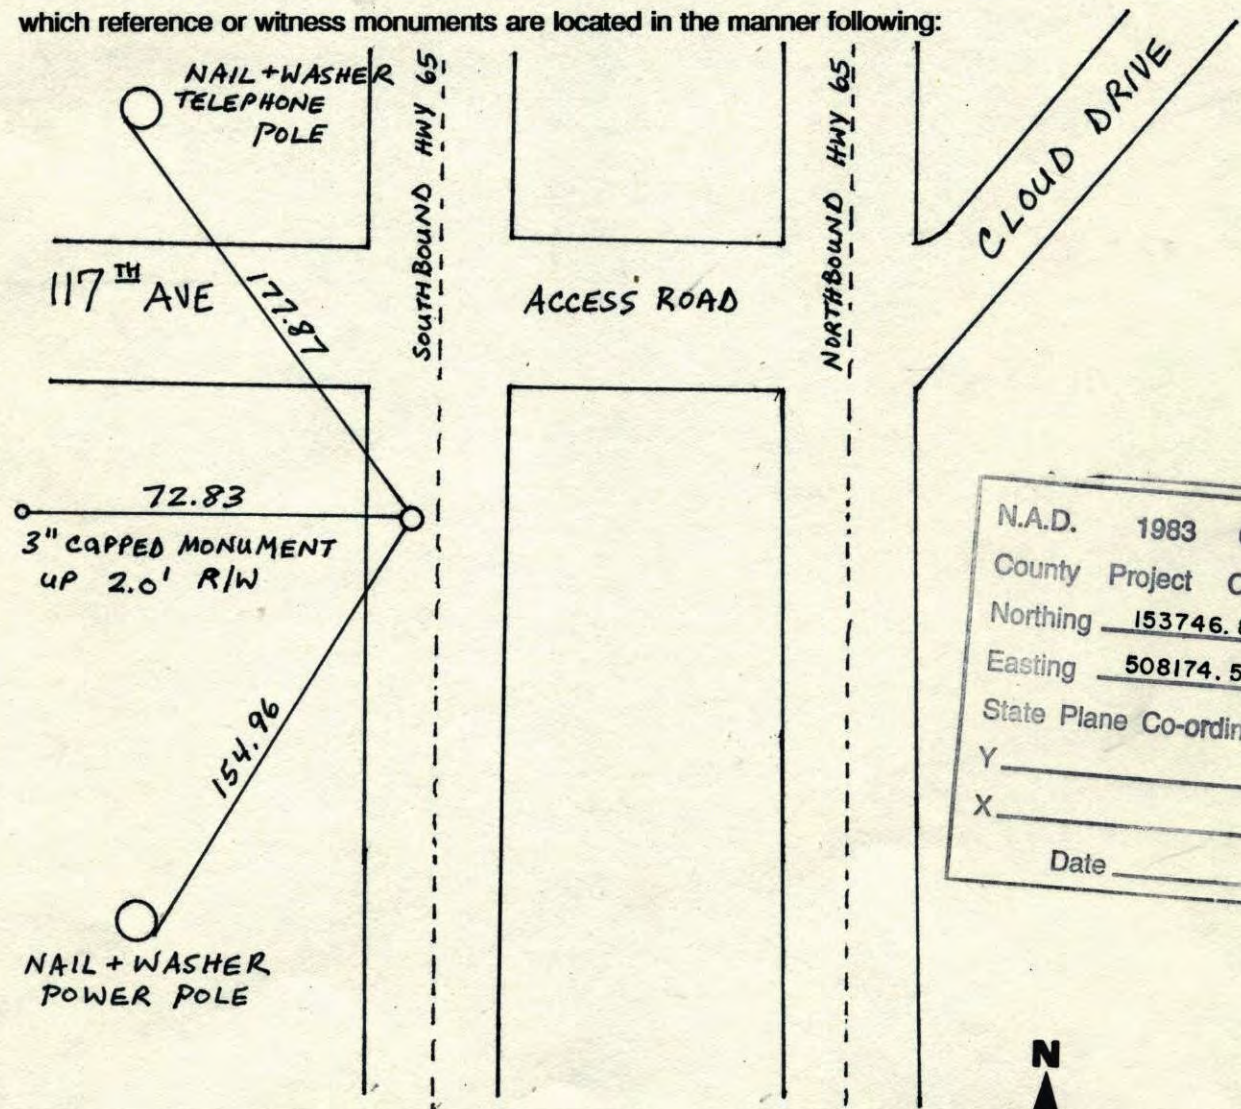 which reference or witness monuments are located in the manner following:
NAIL + WASHER
TELEPHONE
POLE
SOUTHBOUND HWY 65
NORTHBOUND HWY 65
CLOUD DRIVE
117TH AVE
177.87
ACCESS ROAD
72.83
3" CAPPED MONUMENT
UP 2.0' R/W
154.96
NAIL + WASHER
POWER POLE
N.A.D. 1983
County Project
Northing 153746.
Easting 508174.5
State Plane Co-ordin
Y
X
Date
N